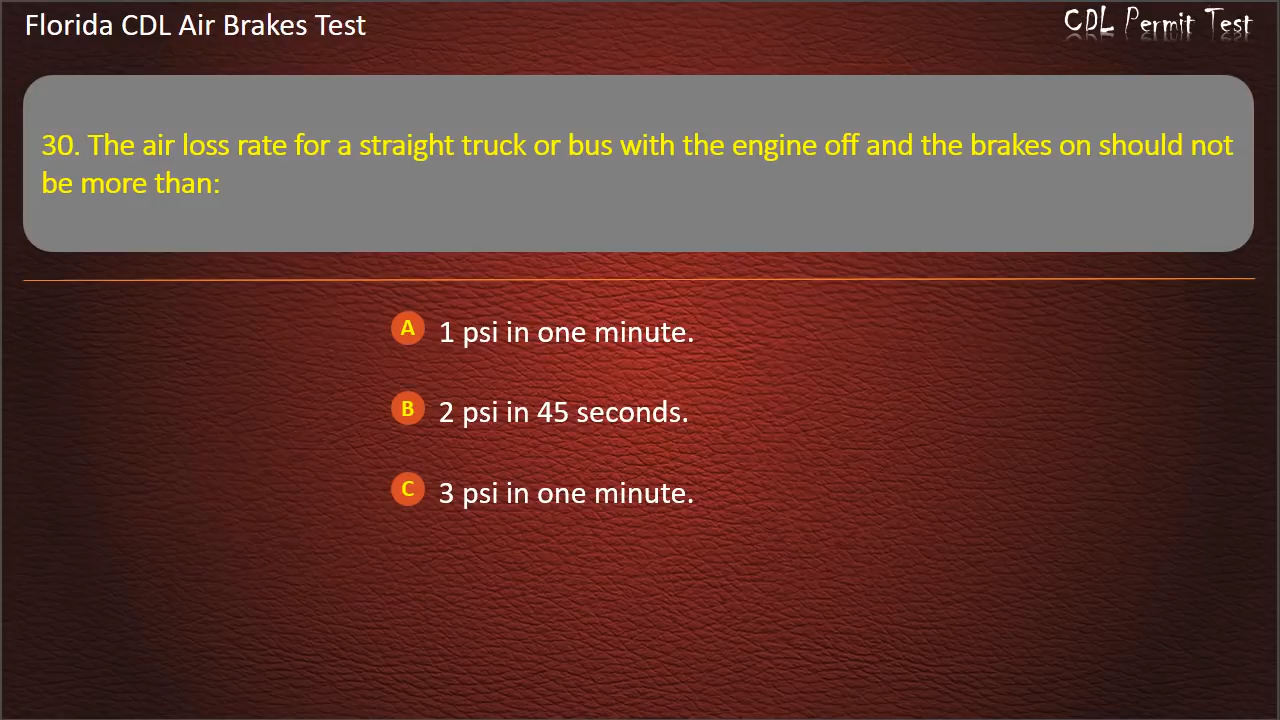 Florida CDL Air Brakes Test
CDL Permit Test
30. The air loss rate for a straight truck or bus with the engine off and the brakes on should not
be more than:
A 1 psi in one minute.
B 2 psi in 45 seconds.
C 3 psi in one minute.